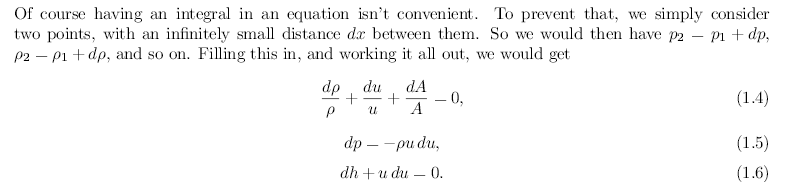 Of course having an integral in an equation isn't convenient. To prevent that, we simply consider
two points, with an infinitely small distance dx between them. So we would then have p₂ = p₁ + dp,
ρ₂ = ρ₁ + dρ, and so on. Filling this in, and working it all out, we would get
dρ/ρ + du/u + dA/A = 0, (1.4)
dp = −ρu du, (1.5)
dh + u du = 0. (1.6)